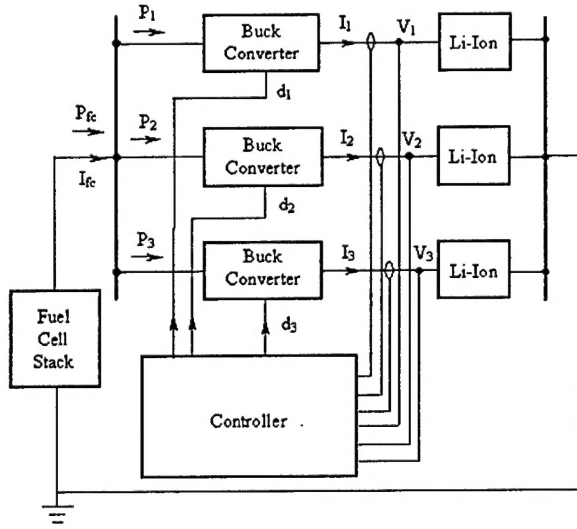 P1
Buck
Converter
I1
V1
Li-Ion
d1
Pfc
P2
Buck
Converter
I2
V2
Li-Ion
Ifc
d2
P3
Buck
Converter
I3
V3
Li-Ion
Fuel
Cell
Stack
d3
Controller